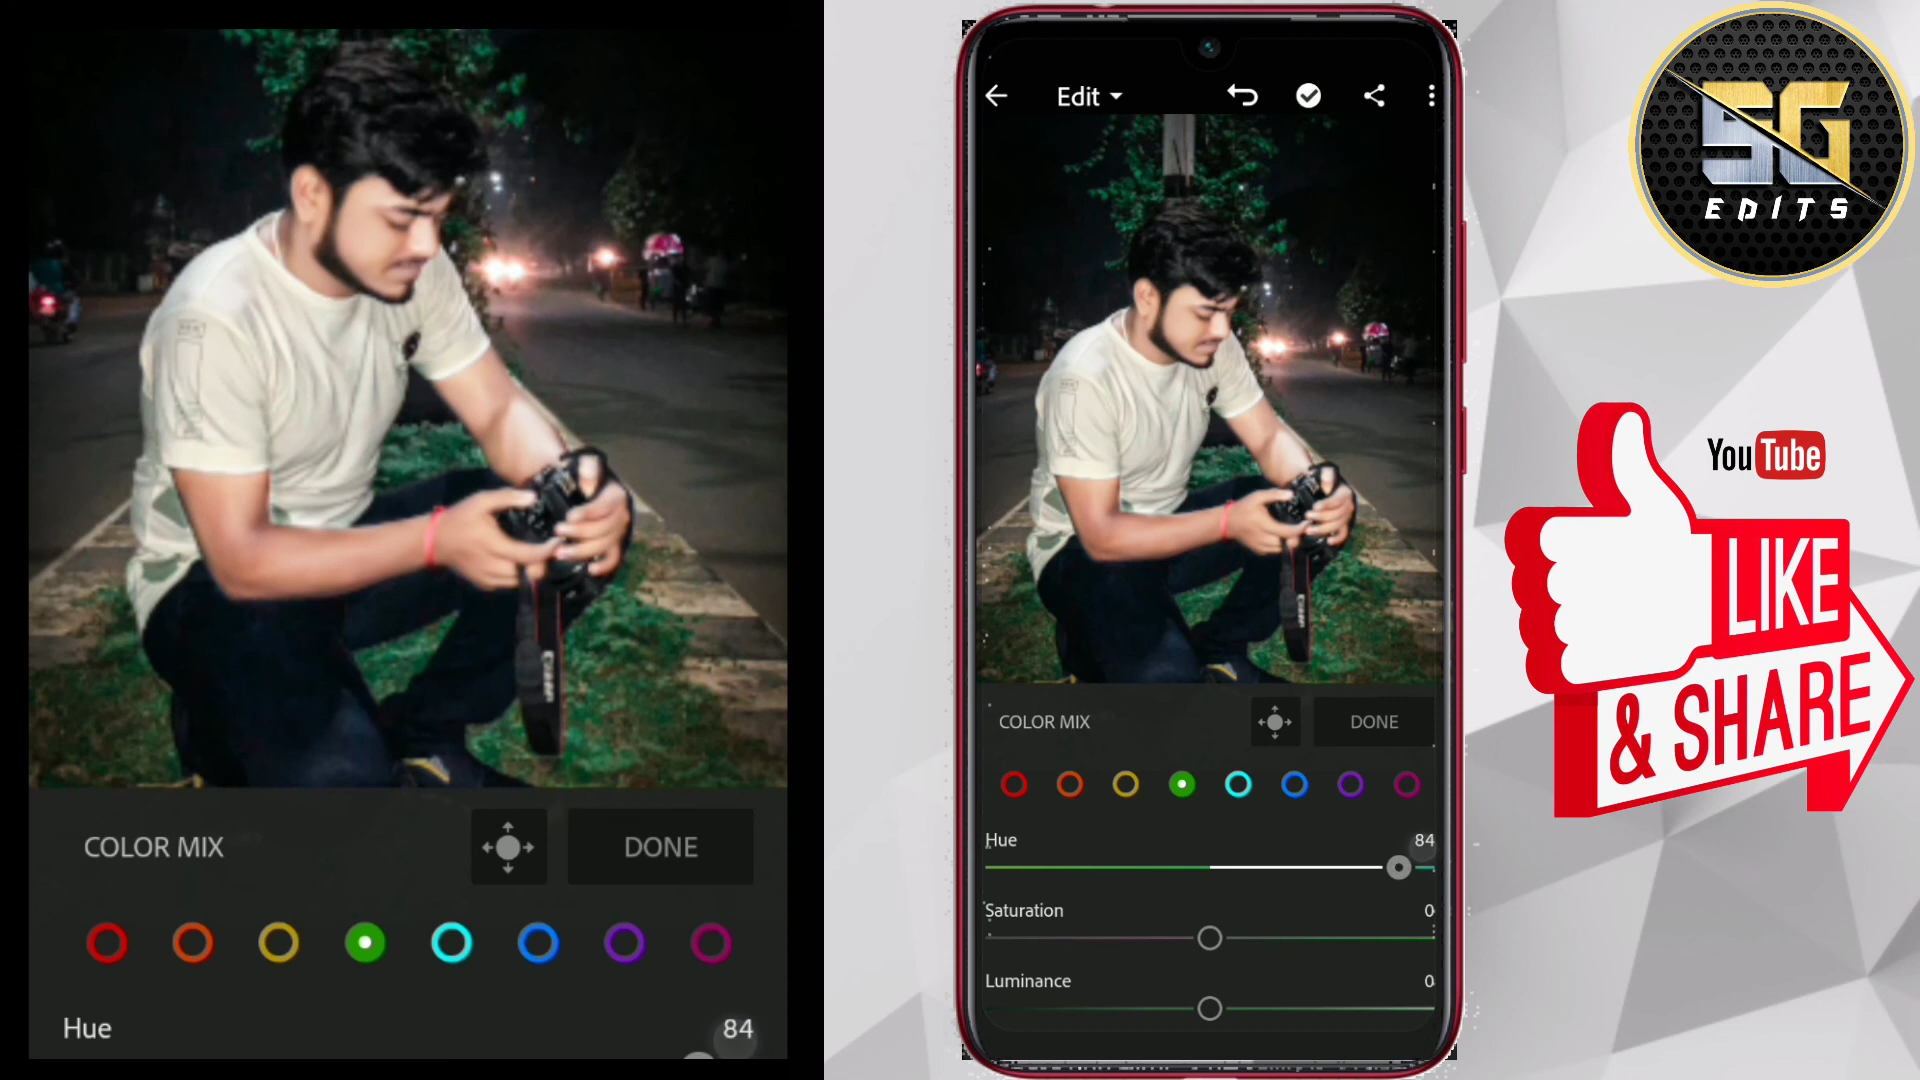 COLOR MIX
DONE
Hue
84
Edit
COLOR MIX
DONE
Hue
84
Saturation
0
Luminance
0
SG
EDITS
YouTube
LIKE
& SHARE